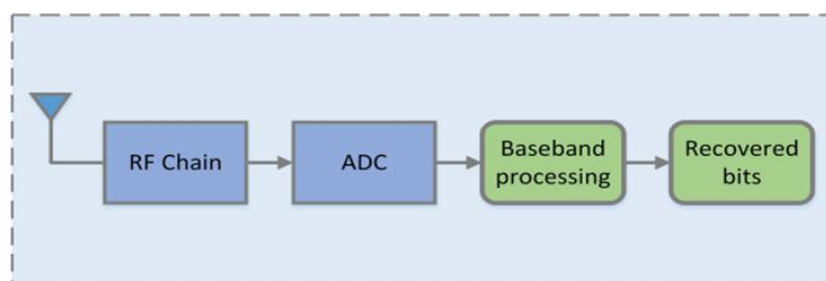 RF Chain
ADC
Baseband
processing
Recovered
bits